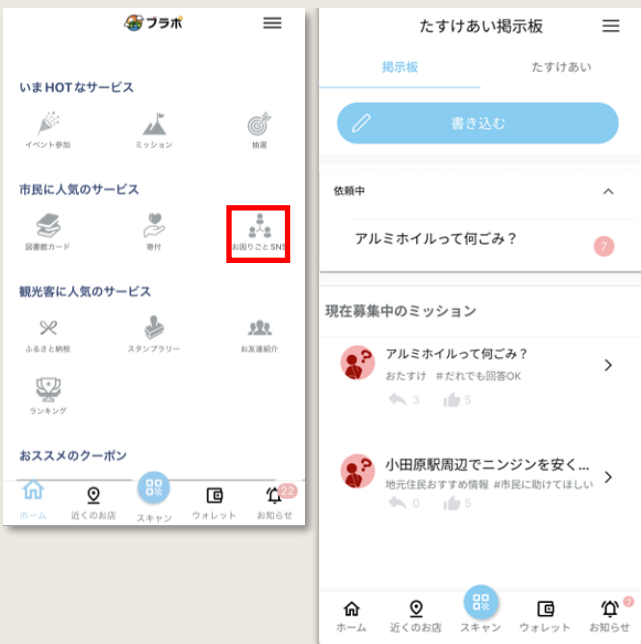 プラポ
いまHOTなサービス
イベント参加
ミッション
抽選
市民に人気のサービス
図書館カード
寄付
お困りごとSNS
観光客に人気のサービス
ふるさと納税
スタンプラリー
お友達紹介
ランキング
おススメのクーポン
22
ホーム
近くのお店
スキャン
ウォレット
お知らせ
たすけあい掲示板
掲示板
たすけあい
書き込む
依頼中
アルミホイルって何ごみ？
7
現在募集中のミッション
アルミホイルって何ごみ？
おたすけ #だれでも回答OK
3 5
小田原駅周辺でニンジンを安く...
地元住民おすすめ情報 #市民に助けてほしい
0 5
ホーム
近くのお店
スキャン
ウォレット
お知らせ